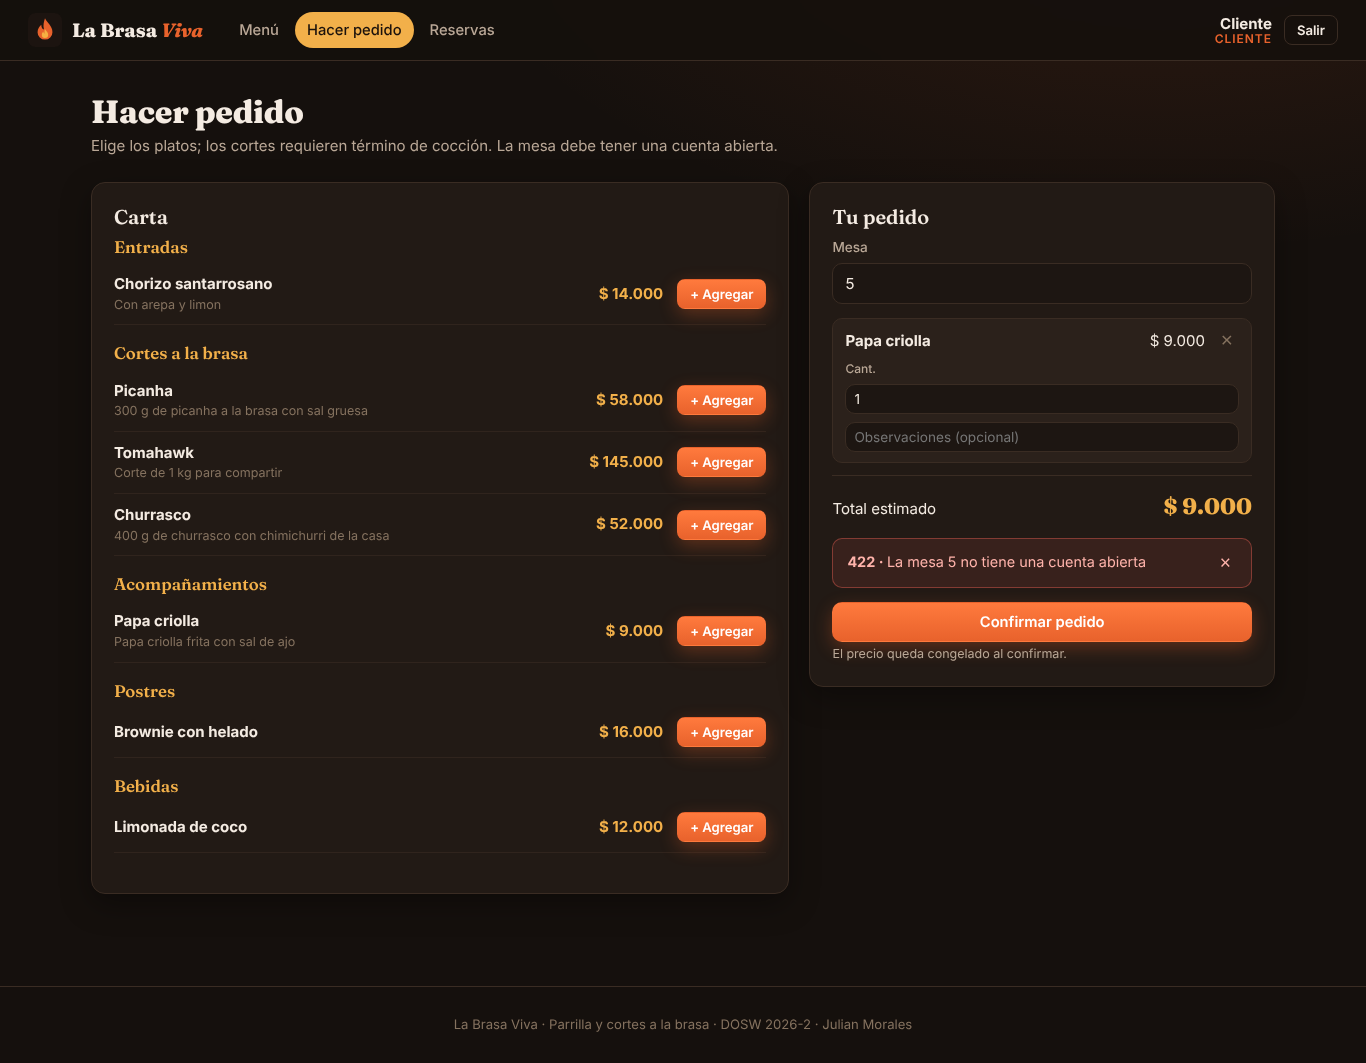 La Brasa Viva
Menú
Hacer pedido
Reservas
Cliente
CLIENTE
Salir
Hacer pedido
Elige los platos; los cortes requieren término de cocción. La mesa debe tener una cuenta abierta.
Carta
Entradas
Chorizo santarrosano
Con arepa y limon
$ 14.000
+ Agregar
Cortes a la brasa
Picanha
300 g de picanha a la brasa con sal gruesa
$ 58.000
+ Agregar
Tomahawk
Corte de 1 kg para compartir
$ 145.000
+ Agregar
Churrasco
400 g de churrasco con chimichurri de la casa
$ 52.000
+ Agregar
Acompañamientos
Papa criolla
Papa criolla frita con sal de ajo
$ 9.000
+ Agregar
Postres
Brownie con helado
$ 16.000
+ Agregar
Bebidas
Limonada de coco
$ 12.000
+ Agregar
Tu pedido
Mesa
5
Papa criolla
$ 9.000
×
Cant.
1
Observaciones (opcional)
Total estimado
$ 9.000
422 · La mesa 5 no tiene una cuenta abierta
×
Confirmar pedido
El precio queda congelado al confirmar.
La Brasa Viva · Parrilla y cortes a la brasa · DOSW 2026-2 · Julian Morales